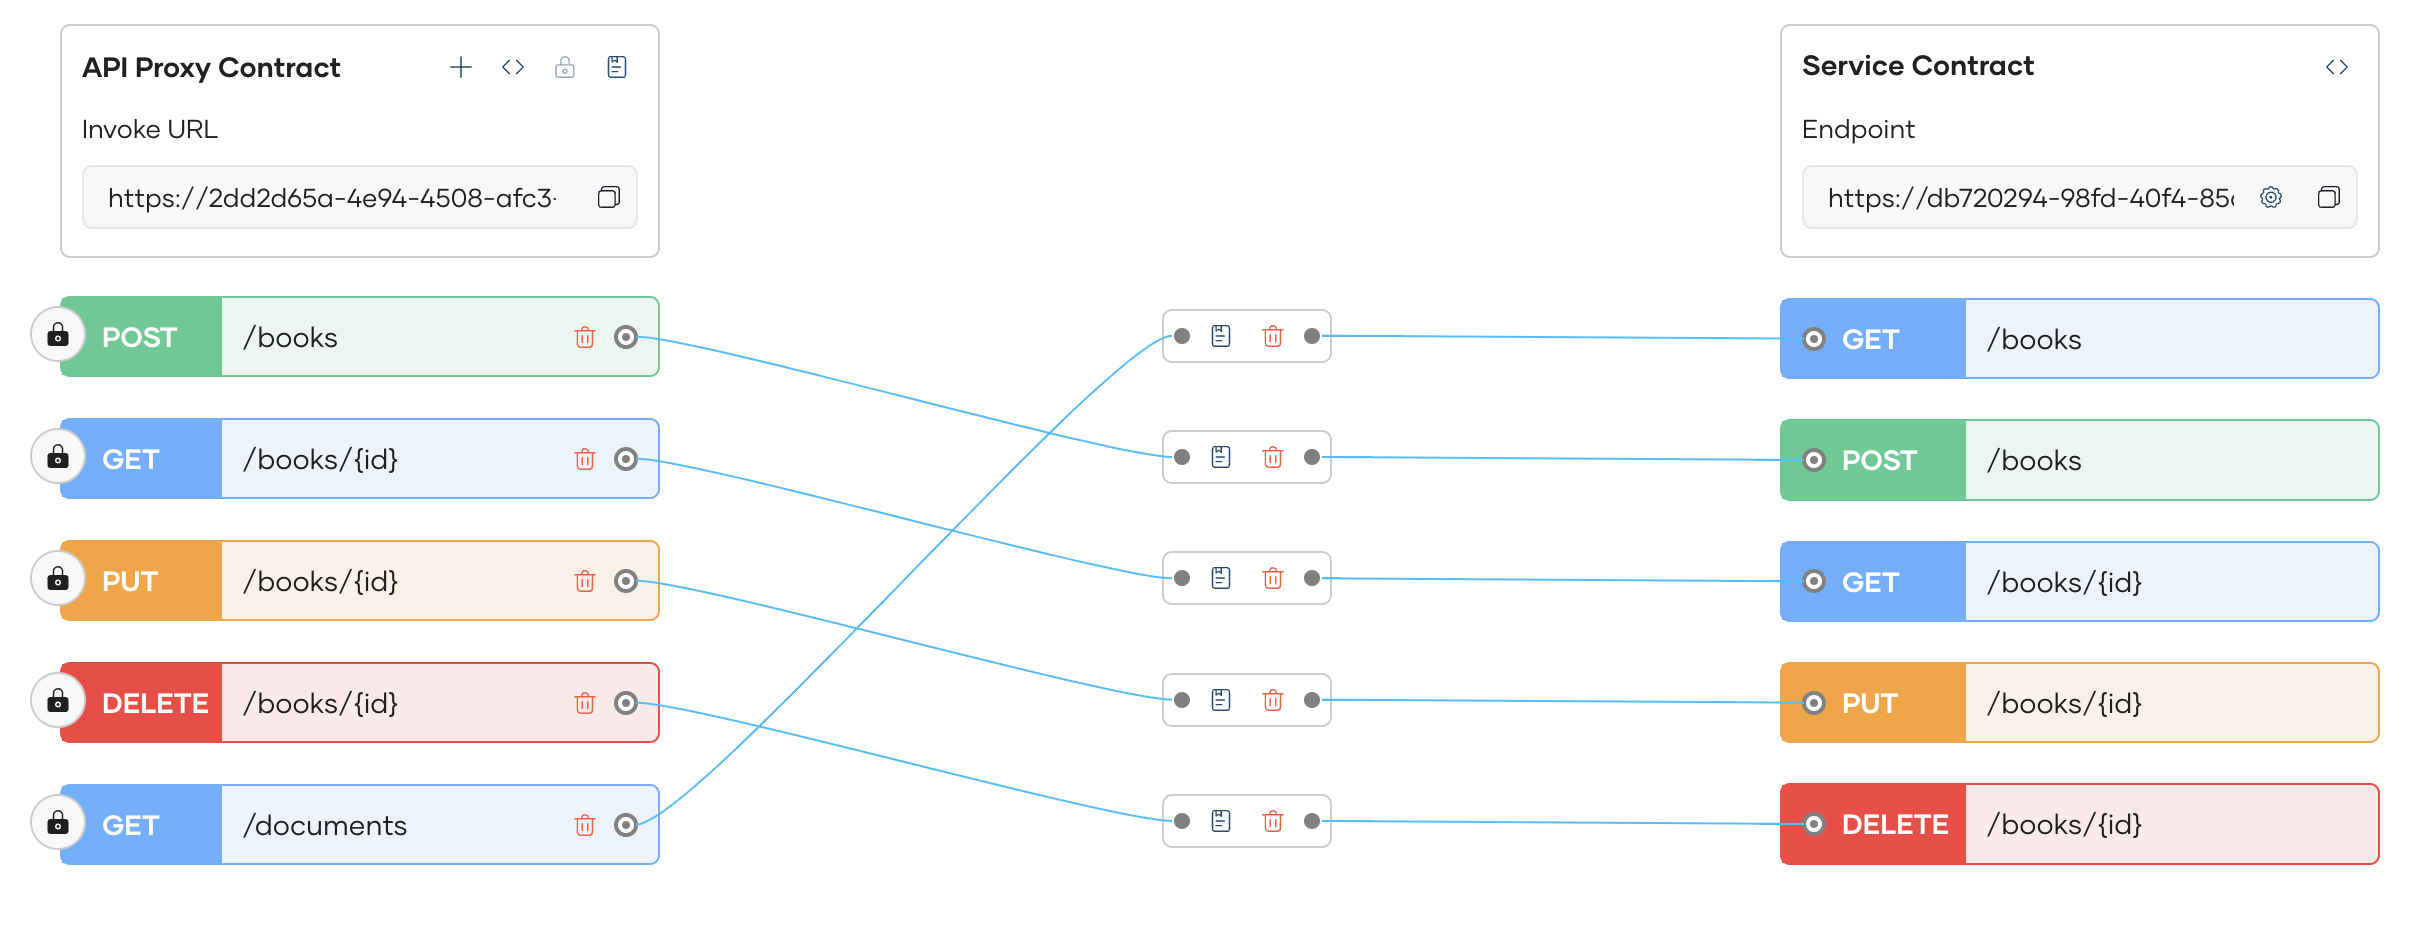 API Proxy Contract
Invoke URL
https://2dd2d65a-4e94-4508-afc3-
POST /books
GET /books/{id}
PUT /books/{id}
DELETE /books/{id}
GET /documents
Service Contract
Endpoint
https://db720294-98fd-40f4-85
GET /books
POST /books
GET /books/{id}
PUT /books/{id}
DELETE /books/{id}